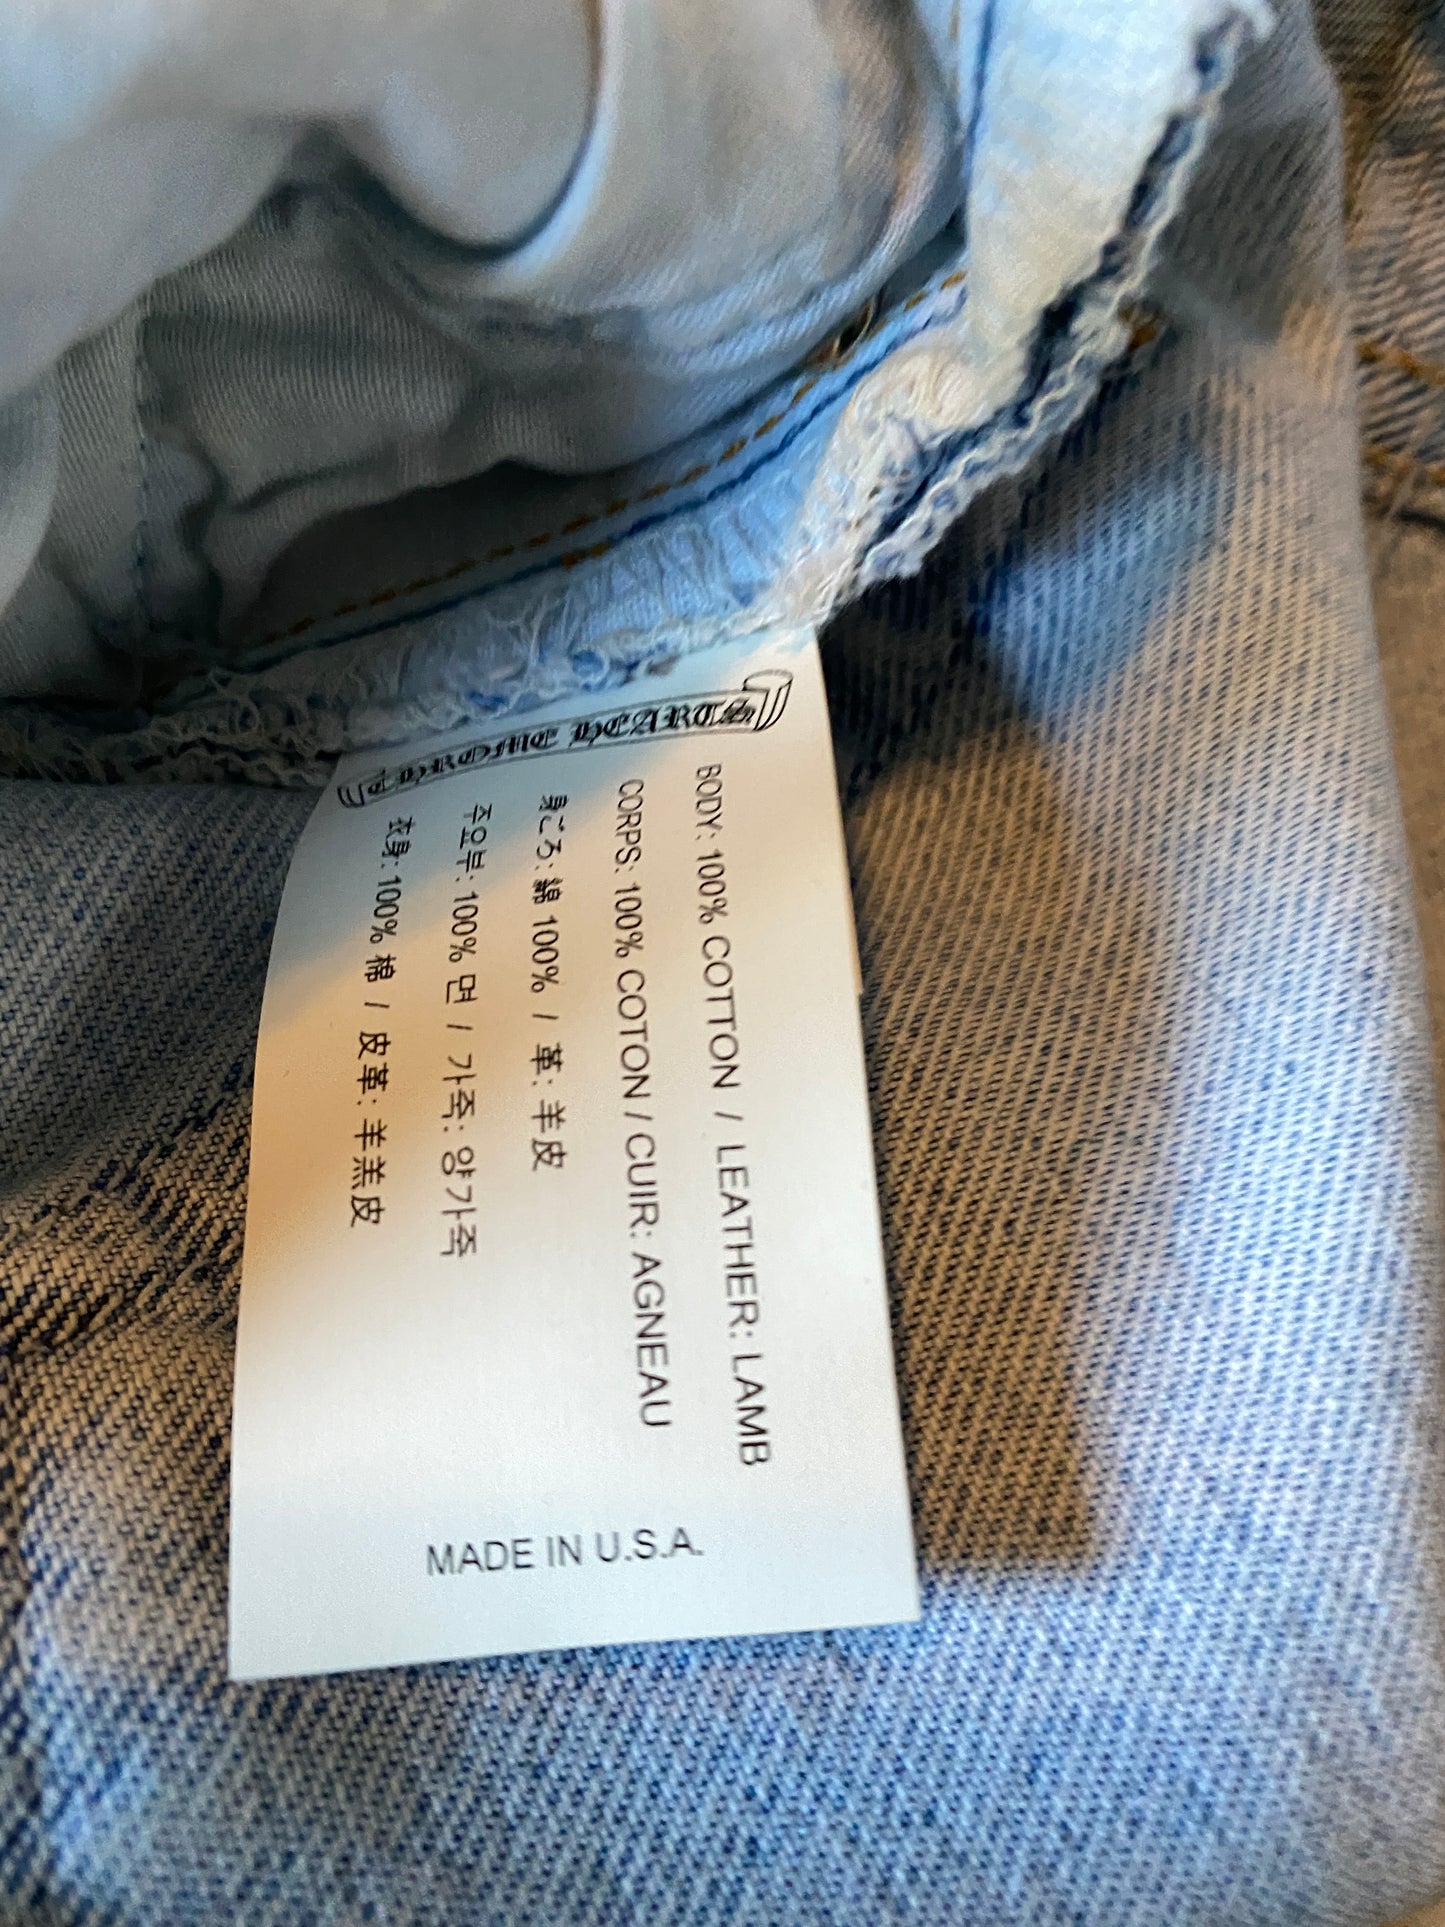 CHROME HEARTS
BODY: 100% COTTON / LEATHER: LAMB
CORPS: 100% COTON / CUIR: AGNEAU
身ごろ: 綿 100% / 革: 羊皮
주요부: 100% 면 / 가죽: 양가죽
衣身: 100% 棉 / 皮革: 羊羔皮
MADE IN U.S.A.